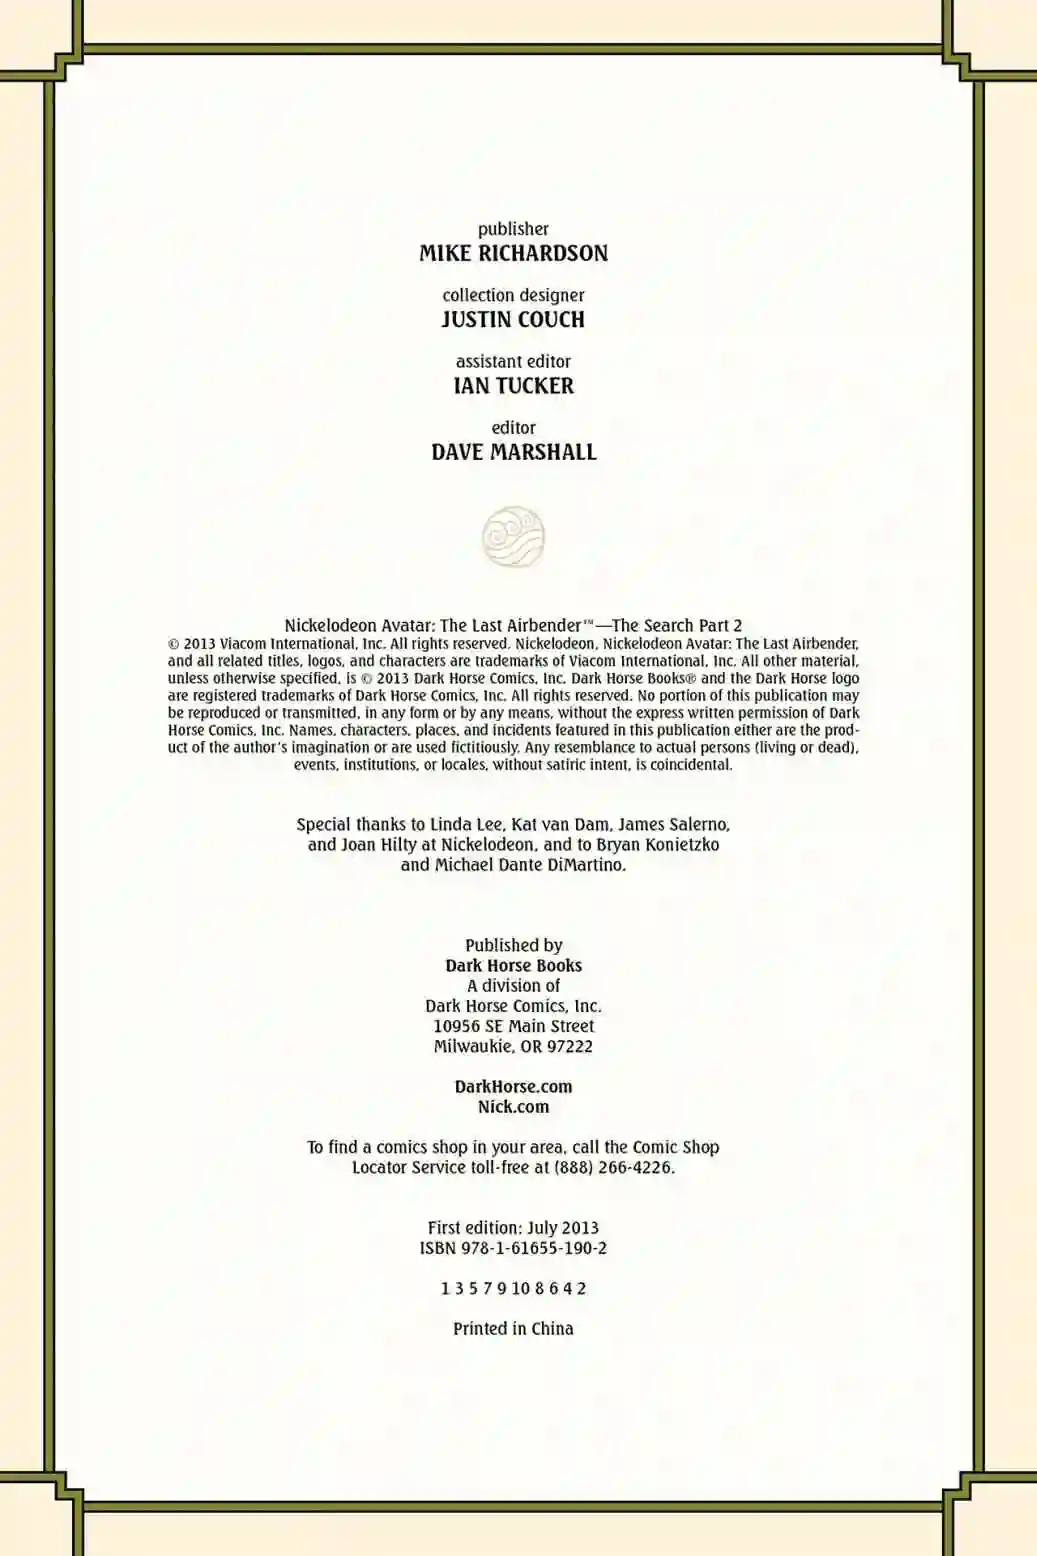 publisher
MIKE RICHARDSON
collection designer
JUSTIN COUCH
assistant editor
IAN TUCKER
editor
DAVE MARSHALL
Nickelodeon Avatar: The Last Airbender™—The Search Part 2
© 2013 Viacom International, Inc. All rights reserved. Nickelodeon, Nickelodeon Avatar: The Last Airbender,
and all related titles, logos, and characters are trademarks of Viacom International, Inc. All other material,
unless otherwise specified, is © 2013 Dark Horse Comics, Inc. Dark Horse Books® and the Dark Horse logo
are registered trademarks of Dark Horse Comics, Inc. All rights reserved. No portion of this publication may
be reproduced or transmitted, in any form or by any means, without the express written permission of Dark
Horse Comics, Inc. Names, characters, places, and incidents featured in this publication either are the prod-
uct of the author's imagination or are used fictitiously. Any resemblance to actual persons (living or dead),
events, institutions, or locales, without satiric intent, is coincidental.
Special thanks to Linda Lee, Kat van Dam, James Salerno,
and Joan Hilty at Nickelodeon, and to Bryan Konietzko
and Michael Dante DiMartino.
Published by
Dark Horse Books
A division of
Dark Horse Comics, Inc.
10956 SE Main Street
Milwaukie, OR 97222
DarkHorse.com
Nick.com
To find a comics shop in your area, call the Comic Shop
Locator Service toll-free at (888) 266-4226.
First edition: July 2013
ISBN 978-1-61655-190-2
1 3 5 7 9 10 8 6 4 2
Printed in China